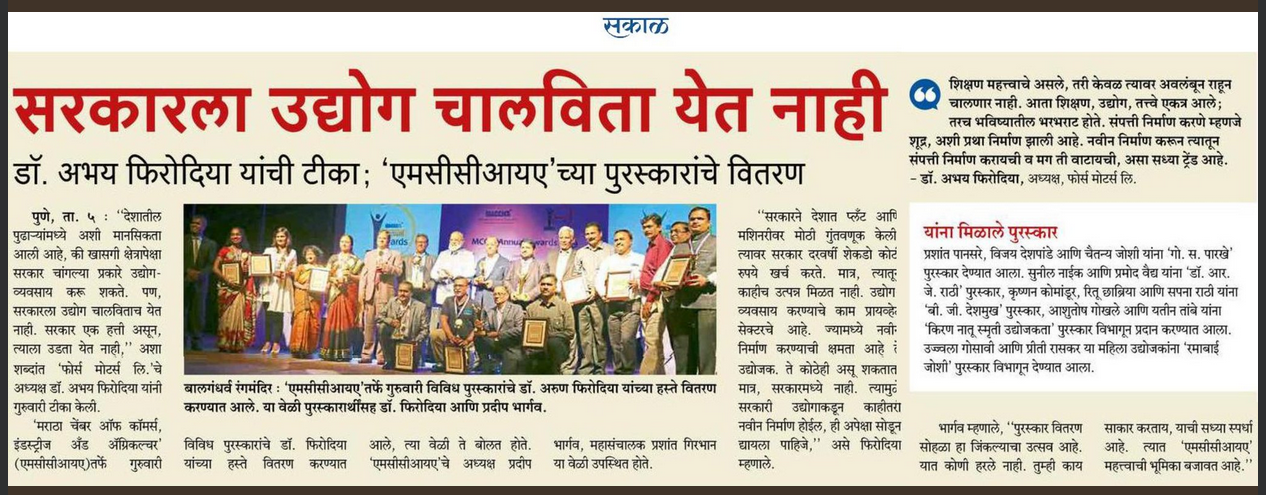 सकाळ
सरकारला उद्योग चालविता येत नाही
डॉ. अभय फिरोदिया यांची टीका; ‘एमसीसीआयए’च्या पुरस्कारांचे वितरण
पुणे, ता. ५ : ‘‘देशातील
पुढाऱ्यांमध्ये अशी मानसिकता
आली आहे, की खासगी क्षेत्रापेक्षा
सरकार चांगल्या प्रकारे उद्योग-
व्यवसाय करू शकते. पण,
सरकारला उद्योग चालविताच येत
नाही. सरकार एक हत्ती असून,
त्याला उडता येत नाही,’’ अशा
शब्दांत ‘फोर्स मोटर्स लि.’चे
अध्यक्ष डॉ. अभय फिरोदिया यांनी
गुरुवारी टीका केली.
‘मराठा चेंबर ऑफ कॉमर्स,
इंडस्ट्रीज अँड ॲग्रिकल्चर’
(एमसीसीआयए)तर्फे गुरुवारी
बालगंधर्व रंगमंदिर : ‘एमसीसीआयए’तर्फे गुरुवारी विविध पुरस्कारांचे डॉ. अरुण फिरोदिया यांच्या हस्ते वितरण
करण्यात आले. या वेळी पुरस्कारार्थींसह डॉ. फिरोदिया आणि प्रदीप भार्गव.
विविध पुरस्कारांचे डॉ. फिरोदिया
यांच्या हस्ते वितरण करण्यात
आले, त्या वेळी ते बोलत होते.
‘एमसीसीआयए’चे अध्यक्ष प्रदीप
भार्गव, महासंचालक प्रशांत गिरभान
या वेळी उपस्थित होते.
‘‘सरकारने देशात प्लँट आणि
मशिनरीवर मोठी गुंतवणूक केली
त्यावर सरकार दरवर्षी शेकडो कोटी
रुपये खर्च करते. मात्र, त्यातू
काहीच उत्पन्न मिळत नाही. उद्योग
व्यवसाय करण्याचे काम प्रायव्हे
सेक्टरचे आहे. ज्यामध्ये नवी
निर्माण करण्याची क्षमता आहे
उद्योजक. ते कोठेही असू शकतात
मात्र, सरकारमध्ये नाही. त्यामुळे
सरकारी उद्योगाकडून काहीतरी
नवीन निर्माण होईल, ही अपेक्षा सोडून
द्यायला पाहिजे,’’ असे फिरोदिया
म्हणाले.
शिक्षण महत्त्वाचे असले, तरी केवळ त्यावर अवलंबून राहून
चालणार नाही. आता शिक्षण, उद्योग, तत्त्वे एकत्र आले;
तरच भविष्यातील भरभराट होते. संपत्ती निर्माण करणे म्हणजे
शूद्र, अशी प्रथा निर्माण झाली आहे. नवीन निर्माण करून त्यातून
संपत्ती निर्माण करायची व मग ती वाटायची, असा सध्या ट्रेंड आहे.
– डॉ. अभय फिरोदिया, अध्यक्ष, फोर्स मोटर्स लि.
यांना मिळाले पुरस्कार
प्रशांत पानसरे, विजय देशपांडे आणि चैतन्य जोशी यांना ‘गो. स. पारखे’
पुरस्कार देण्यात आला. सुनील नाईक आणि प्रमोद वैद्य यांना ‘डॉ. आर.
जे. राठी’ पुरस्कार, कृष्णन कोमांडूर, रितू छाब्रिया आणि सपना राठी यांना
‘बी. जी. देशमुख’ पुरस्कार, आशुतोष गोखले आणि यतीन तांबे यांना
‘किरण नातू स्मृती उद्योजकता’ पुरस्कार विभागून प्रदान करण्यात आला.
उज्ज्वला गोसावी आणि प्रीती रासकर या महिला उद्योजकांना ‘रमाबाई
जोशी’ पुरस्कार विभागून देण्यात आला.
भार्गव म्हणाले, ‘‘पुरस्कार वितरण
सोहळा हा जिंकल्याचा उत्सव आहे.
यात कोणी हरले नाही. तुम्ही काय
साकार करताय, याची सध्या स्पर्धा
आहे. त्यात ‘एमसीसीआयए’
महत्त्वाची भूमिका बजावत आहे.’’